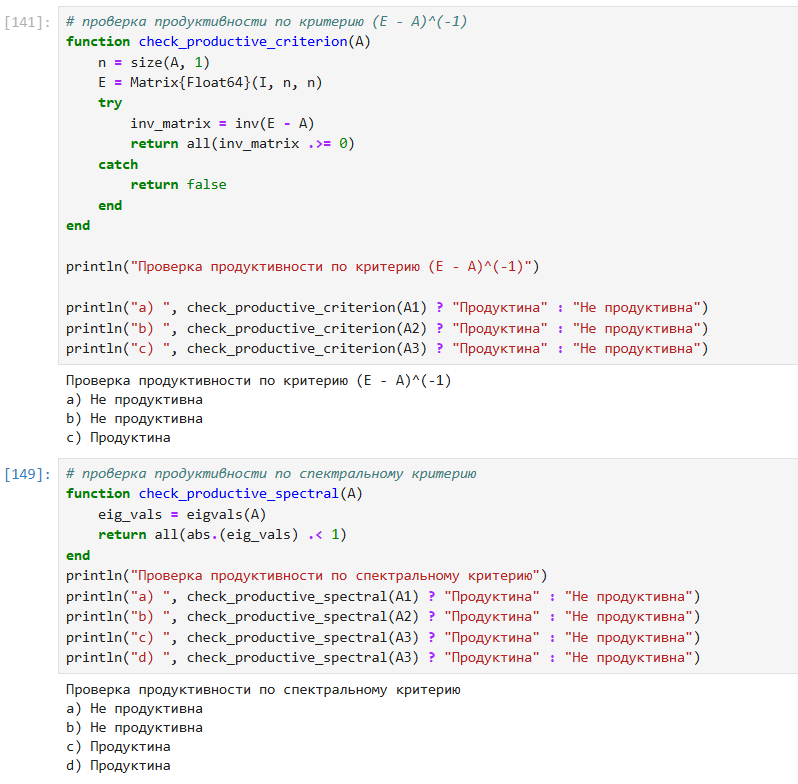 [141]:
# проверка продуктивности по критерию (E - A)^(-1)
function check_productive_criterion(A)
    n = size(A, 1)
    E = Matrix{Float64}(I, n, n)
    try
        inv_matrix = inv(E - A)
        return all(inv_matrix .>= 0)
    catch
        return false
    end
end

println("Проверка продуктивности по критерию (E - A)^(-1)")

println("a) ", check_productive_criterion(A1) ? "Продуктина" : "Не продуктивна")
println("b) ", check_productive_criterion(A2) ? "Продуктина" : "Не продуктивна")
println("c) ", check_productive_criterion(A3) ? "Продуктина" : "Не продуктивна")
Проверка продуктивности по критерию (E - A)^(-1)
a) Не продуктивна
b) Не продуктивна
c) Продуктина
[149]:
# проверка продуктивности по спектральному критерию
function check_productive_spectral(A)
    eig_vals = eigvals(A)
    return all(abs.(eig_vals) .< 1)
end
println("Проверка продуктивности по спектральному критерию")
println("a) ", check_productive_spectral(A1) ? "Продуктина" : "Не продуктивна")
println("b) ", check_productive_spectral(A2) ? "Продуктина" : "Не продуктивна")
println("c) ", check_productive_spectral(A3) ? "Продуктина" : "Не продуктивна")
println("d) ", check_productive_spectral(A3) ? "Продуктина" : "Не продуктивна")
Проверка продуктивности по спектральному критерию
a) Не продуктивна
b) Не продуктивна
c) Продуктина
d) Продуктина